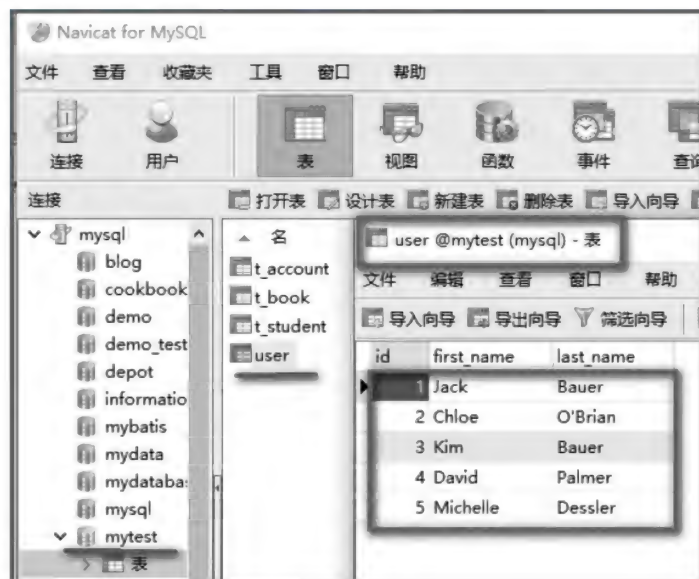 Navicat for MySQL
文件 查看 收藏夹 工具 窗口 帮助
连接 用户 表 视图 函数 事件
连接 打开表 设计表 新建表 删除表 导入向导
mysql
blog
cookbook
demo
demo_test
depot
informatio
mybatis
mydata
mydataba
mysql
mytest
表
名
t_account
t_book
t_student
user
user @mytest (mysql) - 表
文件 编辑 查看 窗口 帮助
导入向导 导出向导 筛选向导
id first_name last_name
1 Jack Bauer
2 Chloe O'Brian
3 Kim Bauer
4 David Palmer
5 Michelle Dessler